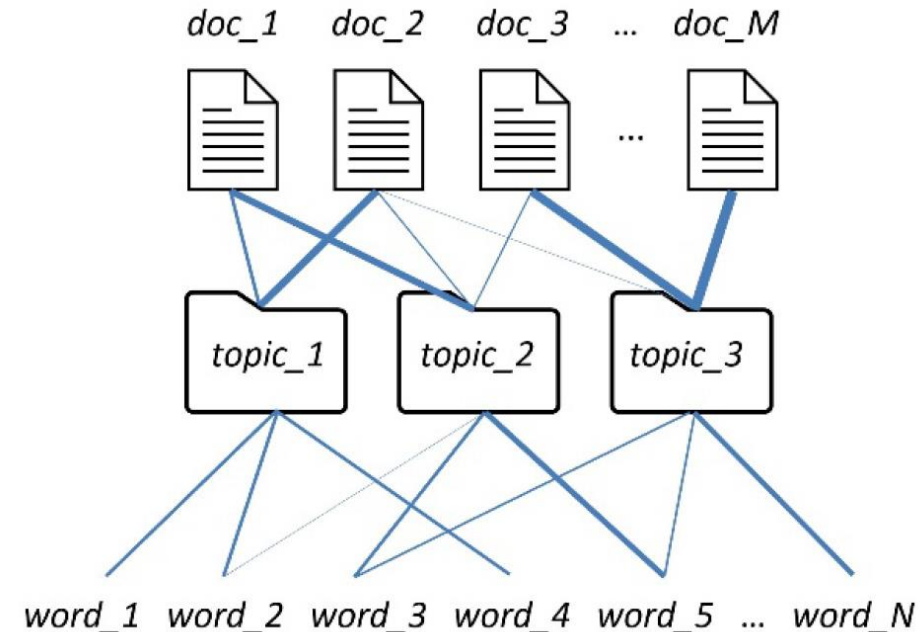 doc_1 doc_2 doc_3 ... doc_M
...
topic_1 topic_2 topic_3
word_1 word_2 word_3 word_4 word_5 ... word_N